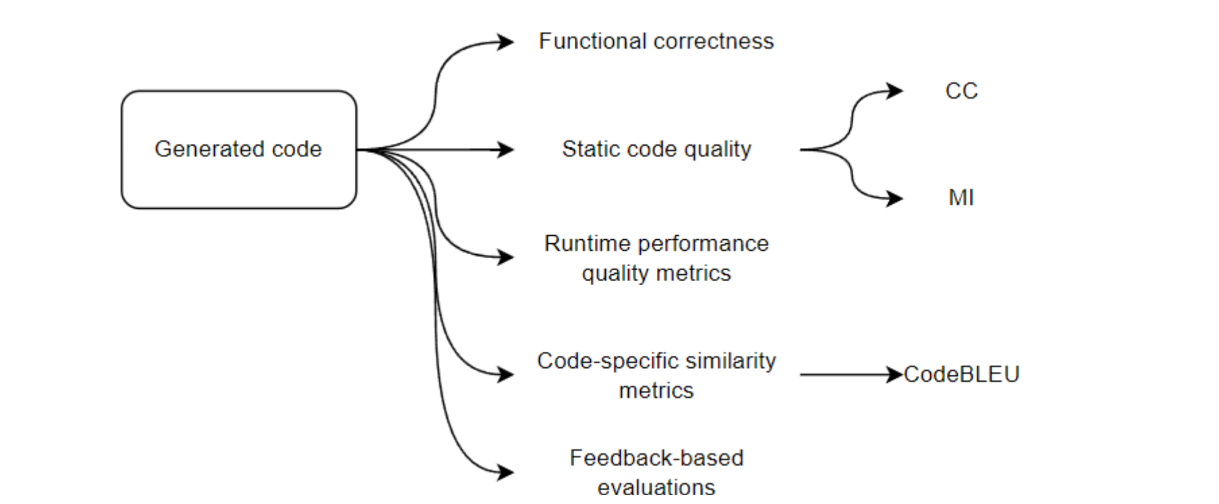 Functional correctness
CC
Generated code
Static code quality
MI
Runtime performance
quality metrics
Code-specific similarity
metrics
CodeBLEU
Feedback-based
evaluations